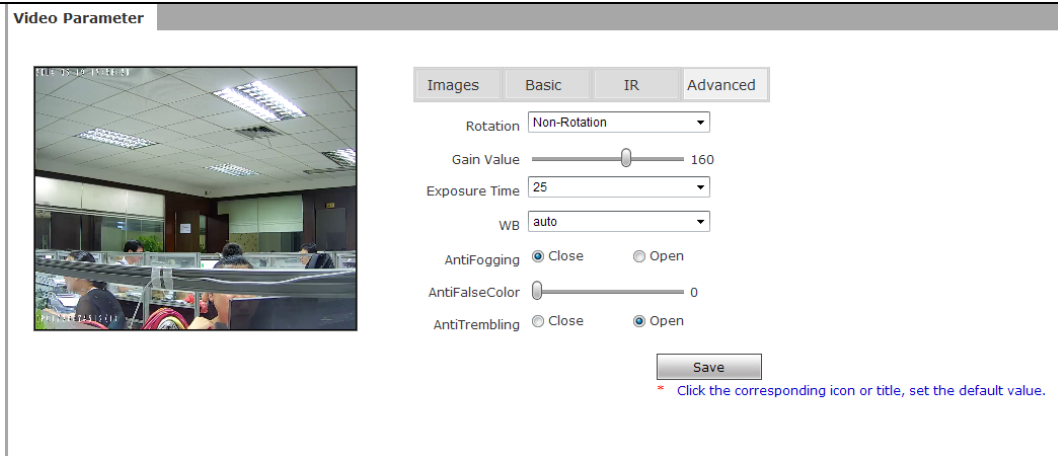 Video Parameter
Images Basic IR Advanced
Rotation Non-Rotation
Gain Value 160
Exposure Time 25
WB auto
AntiFogging Close Open
AntiFalseColor 0
AntiTrembling Close Open
Save
* Click the corresponding icon or title, set the default value.